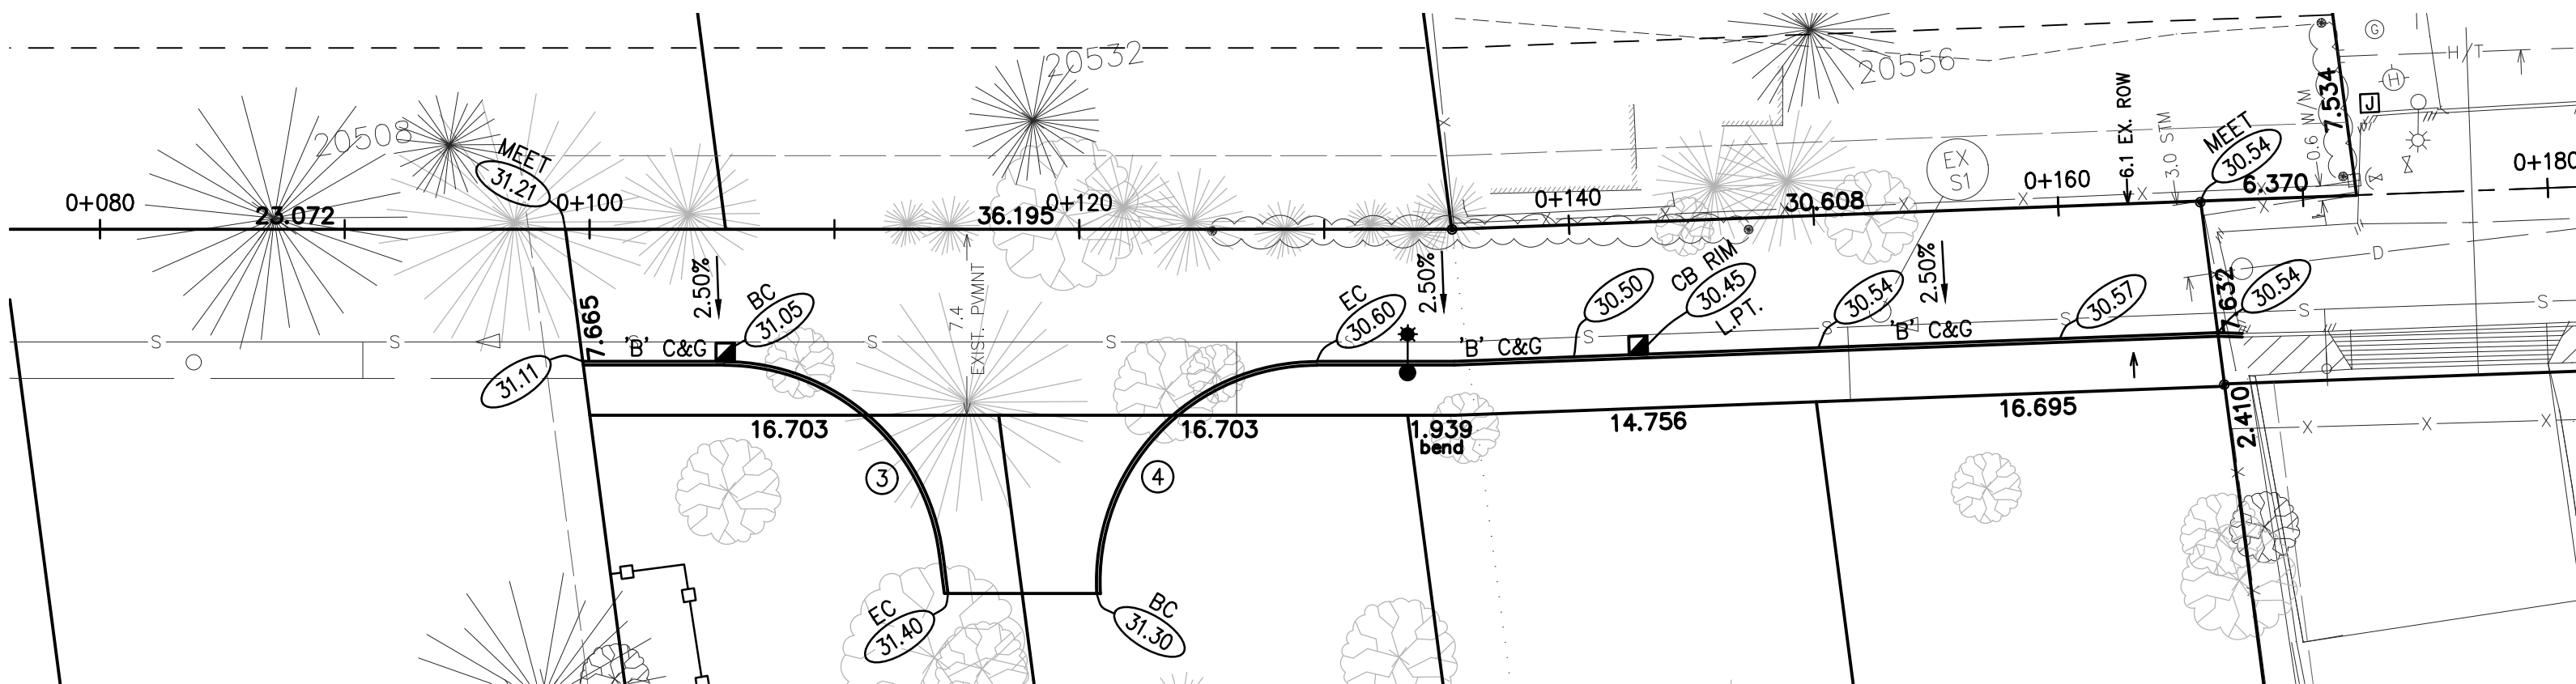 20508
20532
20556
0+080
0+100
0+120
0+140
0+160
0+180
23.072
36.195
30.608
6.370
7.534
6.1 EX. ROW
3.0 STM
0.6 W/M
H/T
G
H
J
EX
S1
MEET
31.21
MEET
30.54
2.50%
2.50%
2.50%
7.4
EXIST. PVMNT
BC
31.05
EC
30.60
30.50
CB RIM
30.45
L.PT.
30.54
30.57
30.54
7.665
7.632
'B' C&G
'B' C&G
'B' C&G
31.11
S
S
S
S
S
S
S
S
S
D
X
X
X
X
X
X
X
X
X
16.703
16.703
1.939
bend
14.756
16.695
2.410
3
4
EC
31.40
BC
31.30